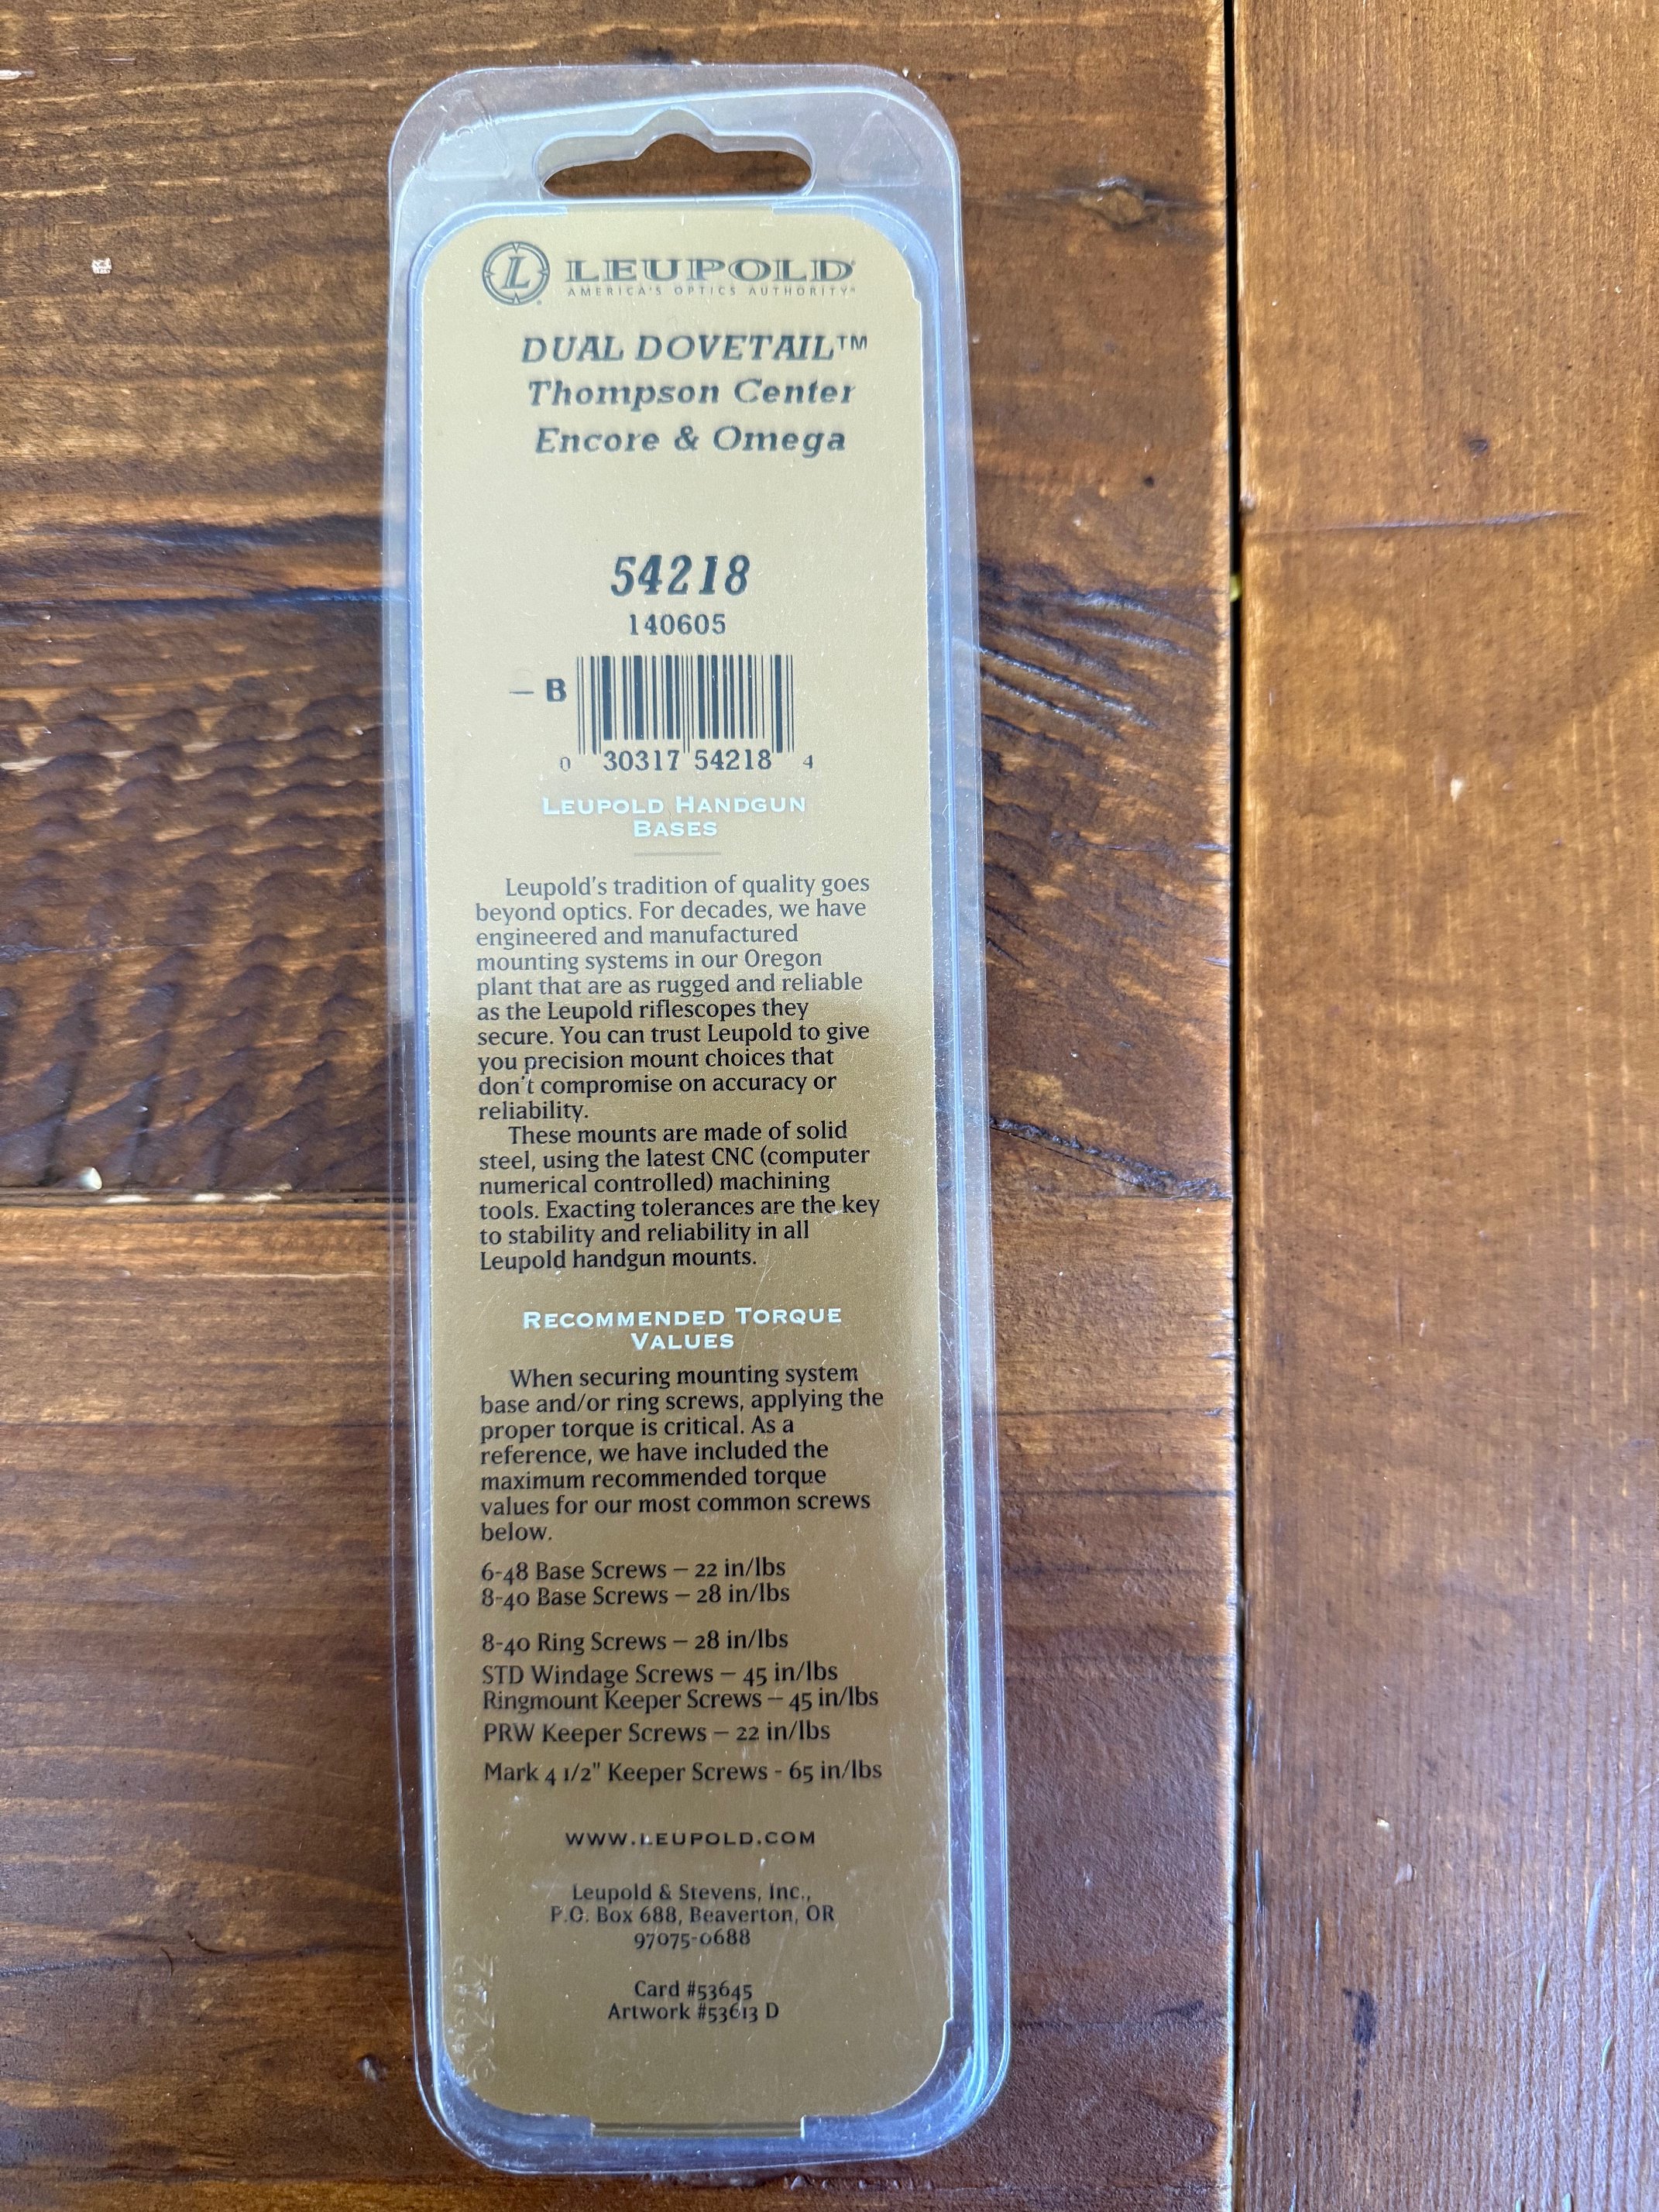 L LEUPOLD®
AMERICA'S OPTICS AUTHORITY®
DUAL DOVETAIL™
Thompson Center
Encore & Omega
54218
140605
— B
0 30317 54218 4
LEUPOLD HANDGUN
BASES
Leupold's tradition of quality goes
beyond optics. For decades, we have
engineered and manufactured
mounting systems in our Oregon
plant that are as rugged and reliable
as the Leupold riflescopes they
secure. You can trust Leupold to give
you precision mount choices that
don't compromise on accuracy or
reliability.
These mounts are made of solid
steel, using the latest CNC (computer
numerical controlled) machining
tools. Exacting tolerances are the key
to stability and reliability in all
Leupold handgun mounts.
RECOMMENDED TORQUE
VALUES
When securing mounting system
base and/or ring screws, applying the
proper torque is critical. As a
reference, we have included the
maximum recommended torque
values for our most common screws
below.
6-48 Base Screws – 22 in/lbs
8-40 Base Screws – 28 in/lbs
8-40 Ring Screws – 28 in/lbs
STD Windage Screws – 45 in/lbs
Ringmount Keeper Screws – 45 in/lbs
PRW Keeper Screws – 22 in/lbs
Mark 4 1/2" Keeper Screws - 65 in/lbs
WWW.LEUPOLD.COM
Leupold & Stevens, Inc.,
P.O. Box 688, Beaverton, OR
97075-0688
Card #53645
Artwork #53613 D